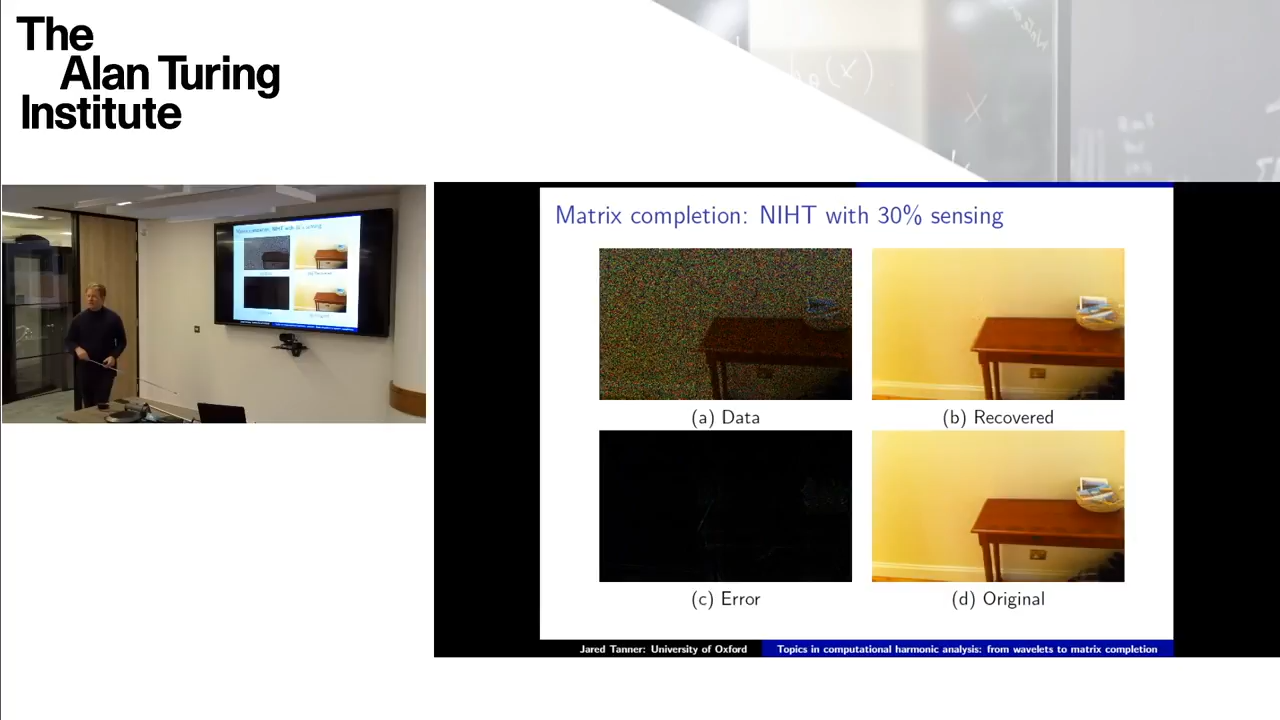 The
Alan Turing
Institute
Matrix completion: NIHT with 30% sensing
(a) Data
(b) Recovered
(c) Error
(d) Original
Jared Tanner: University of Oxford
Topics in computational harmonic analysis: from wavelets to matrix completion